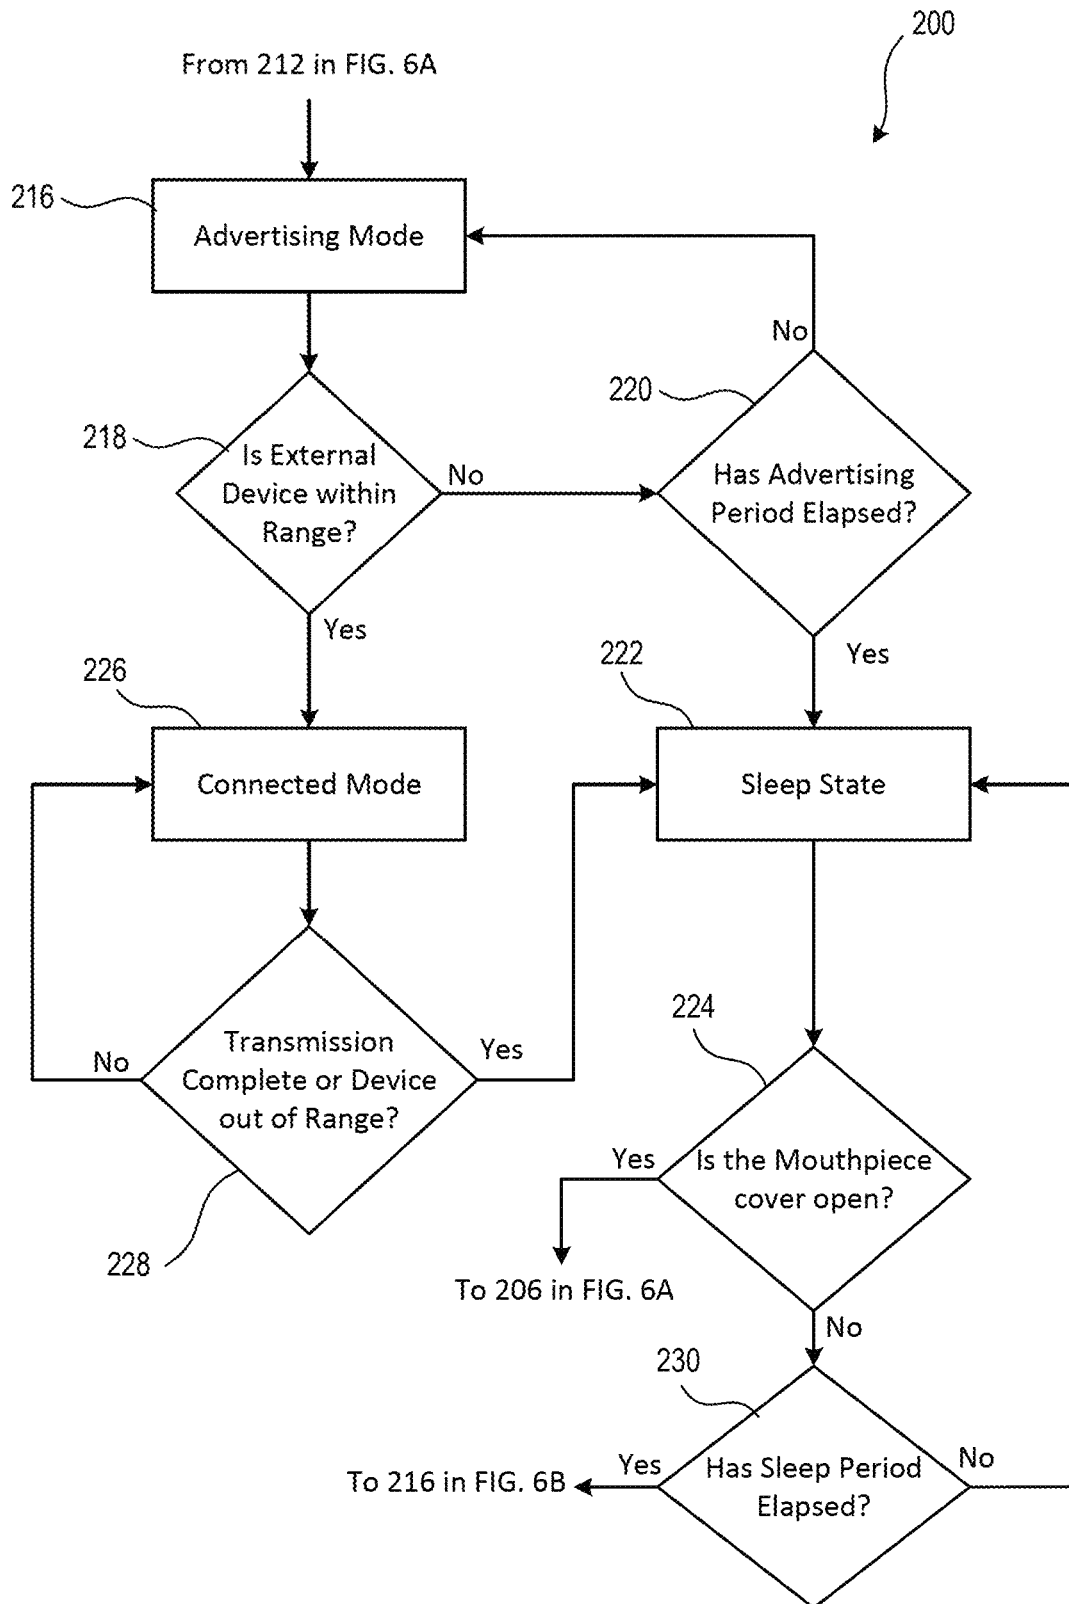 200
From 212 in FIG. 6A
216
Advertising Mode
No
220
218
Is External
Device within
Range?
No
Has Advertising
Period Elapsed?
Yes
Yes
226
222
Connected Mode
Sleep State
224
No
Transmission
Complete or Device
out of Range?
Yes
Yes
Is the Mouthpiece
cover open?
228
To 206 in FIG. 6A
No
230
To 216 in FIG. 6B
Yes
Has Sleep Period
Elapsed?
No